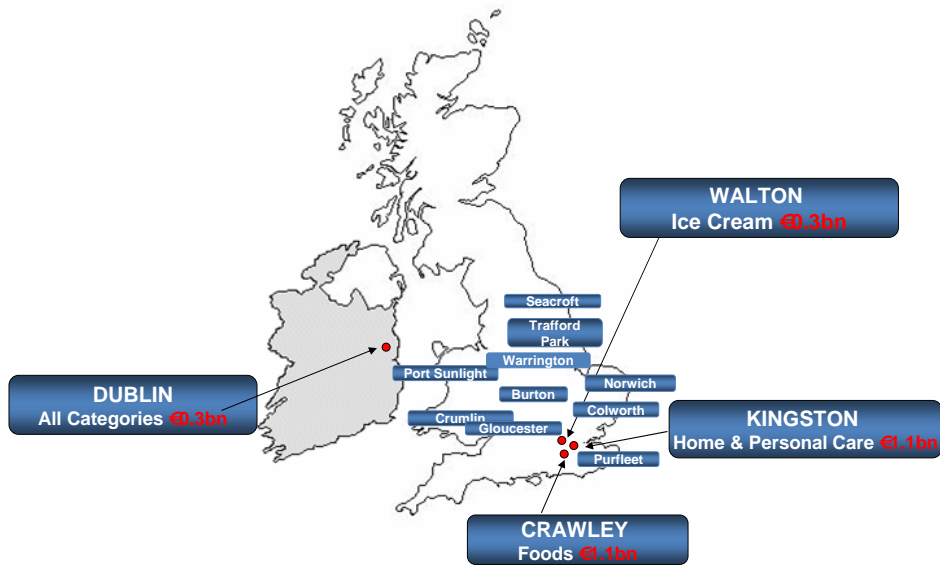 WALTON
Ice Cream €0.3bn
Seacroft
Trafford
Park
Warrington
Port Sunlight
Norwich
DUBLIN
All Categories €0.3bn
Burton
Colworth
Crumlin
Gloucester
KINGSTON
Home & Personal Care €1.1bn
Purfleet
CRAWLEY
Foods €1.1bn